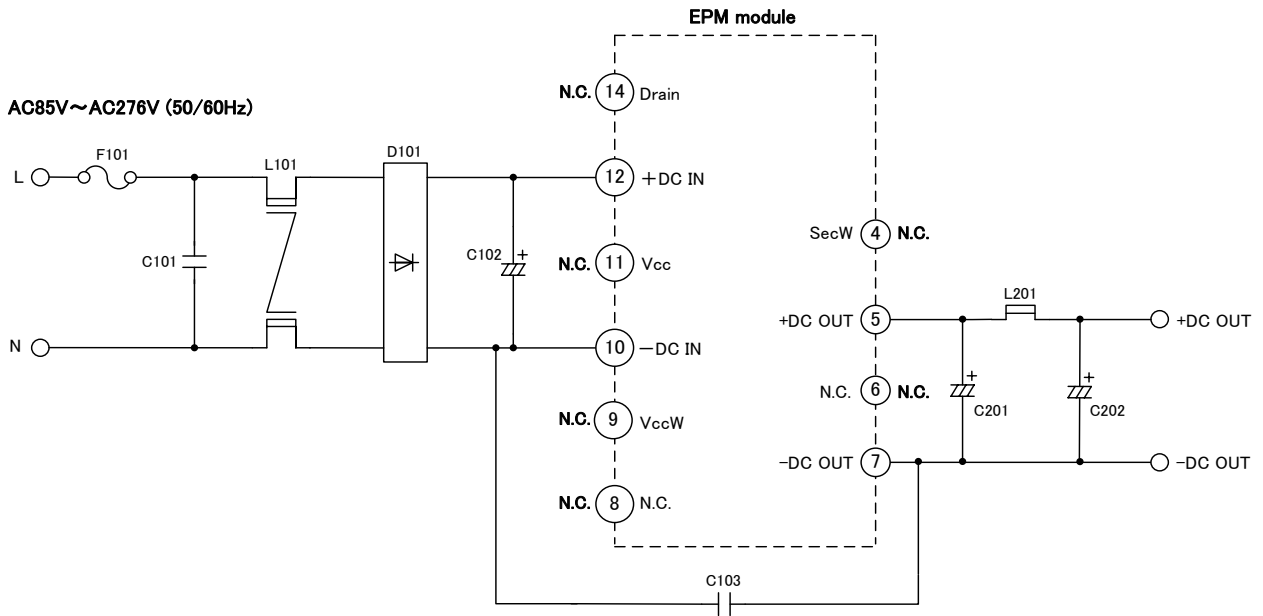 EPM module
N.C. 14 Drain
AC85V～AC276V (50/60Hz)
F101
L101
D101
L
12 +DC IN
SecW 4 N.C.
C101
C102
+
N.C. 11 Vcc
L201
+DC OUT 5
+DC OUT
N
10 −DC IN
N.C. 6 N.C.
+
C201
+
C202
N.C. 9 VccW
−DC OUT 7
−DC OUT
N.C. 8 N.C.
C103